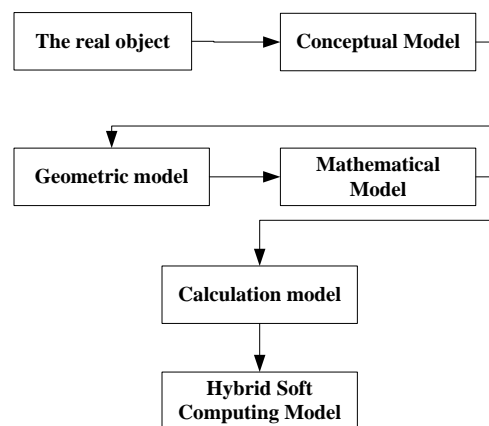 The real object
Conceptual Model
Geometric model
Mathematical
Model
Calculation model
Hybrid Soft
Computing Model